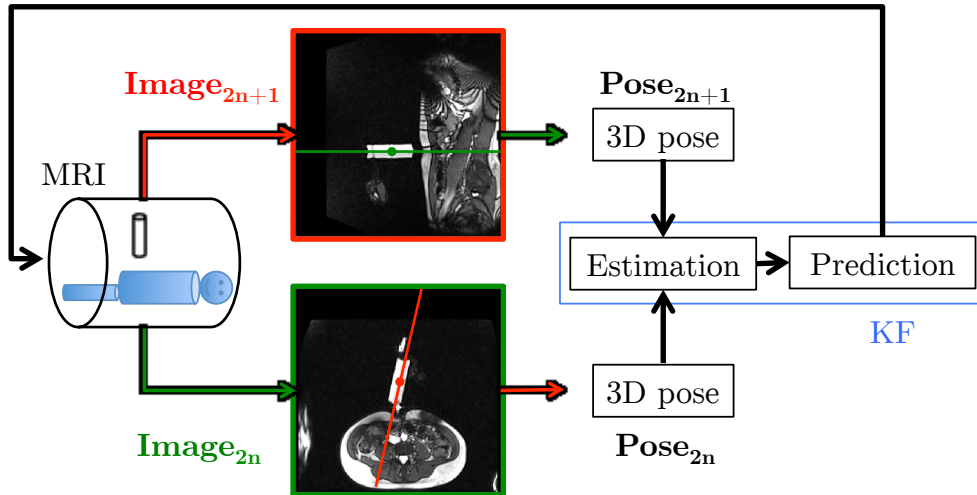 Image2n+1
Pose2n+1
3D pose
MRI
Estimation
Prediction
KF
3D pose
Image2n
Pose2n